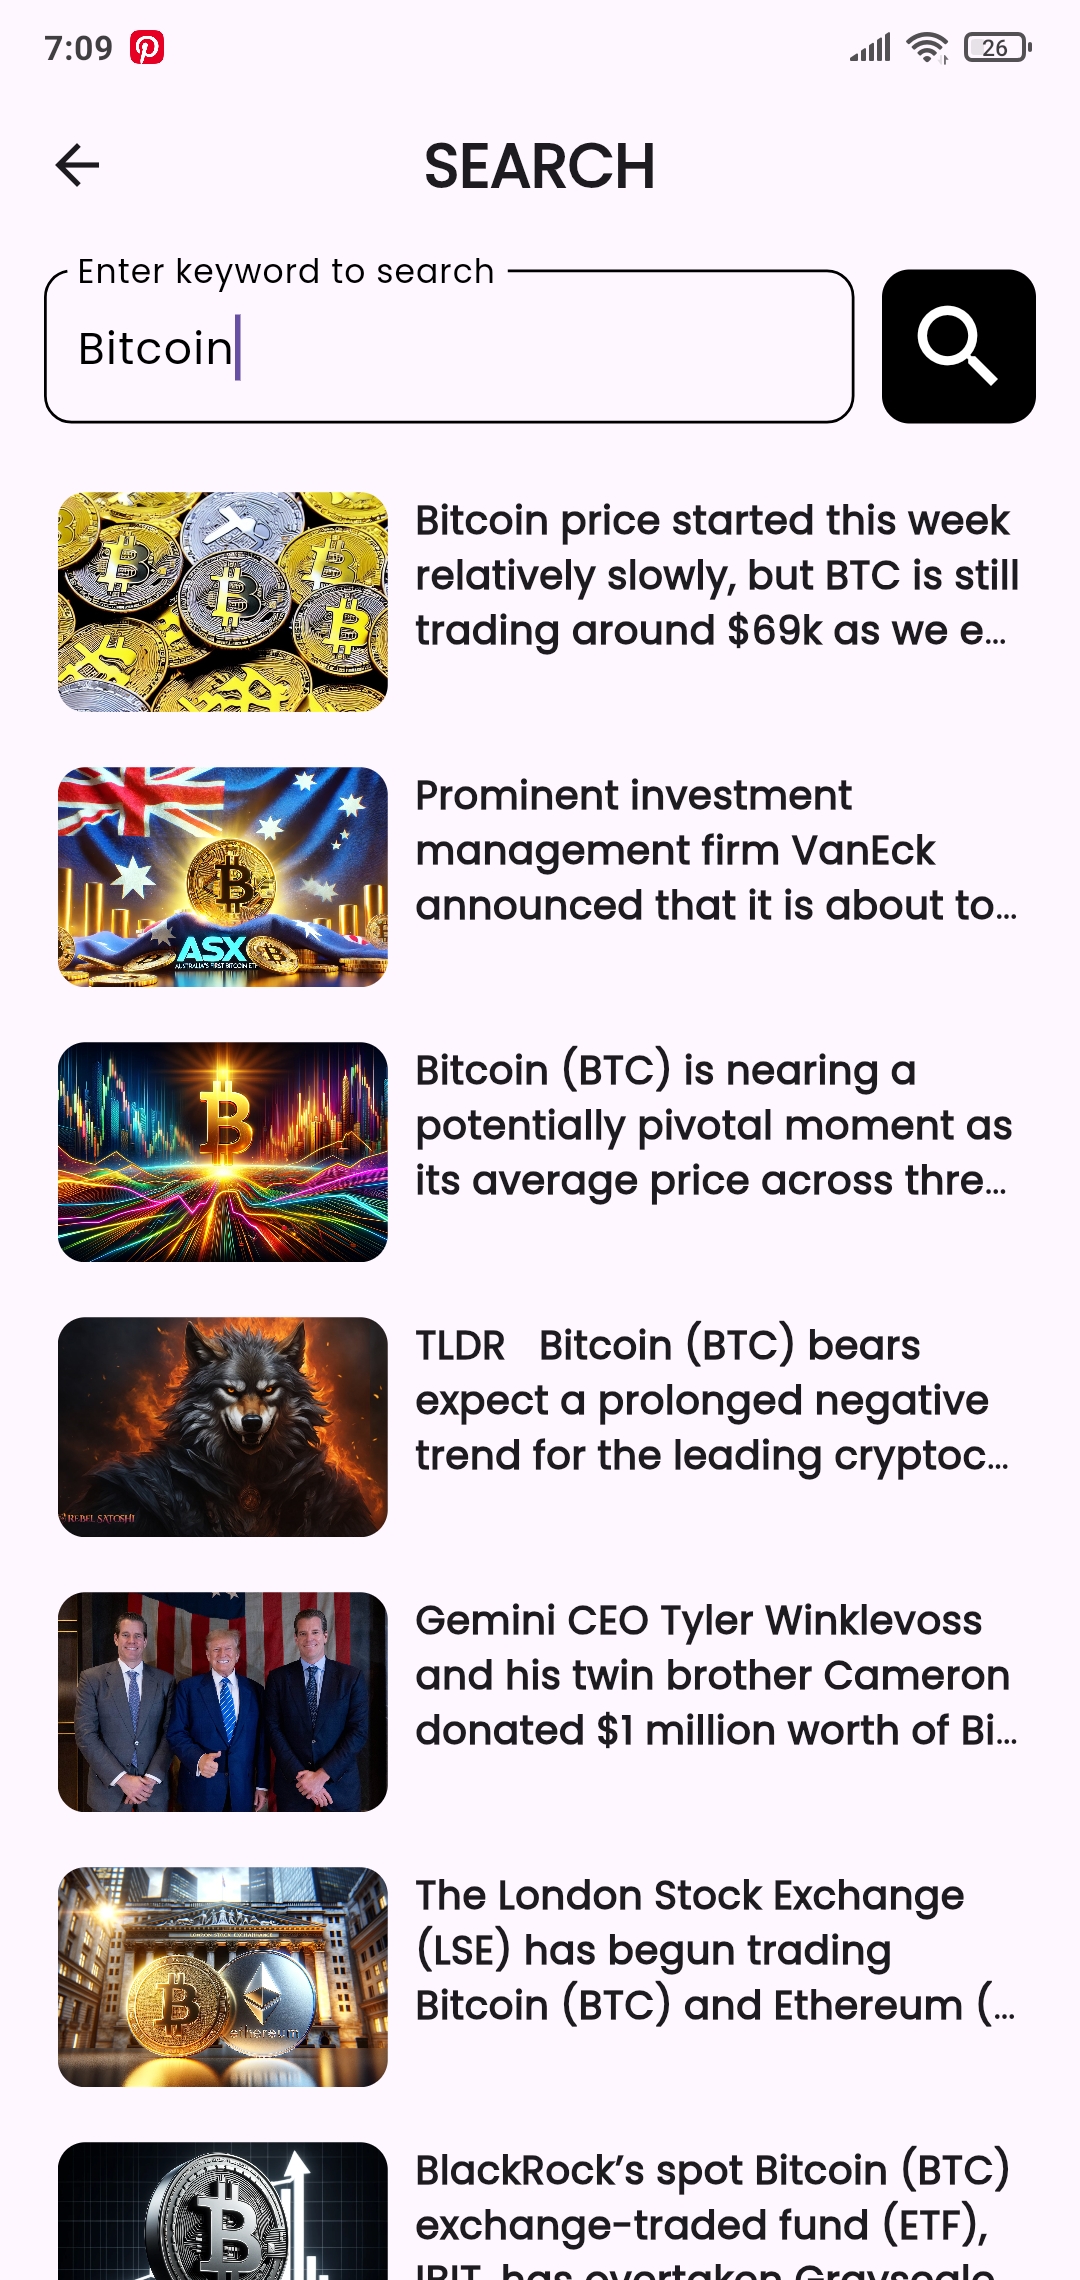 7:09
26
SEARCH
Enter keyword to search
Bitcoin
Bitcoin price started this week
relatively slowly, but BTC is still
trading around $69k as we e...
Prominent investment
management firm VanEck
announced that it is about to...
ASX
AUSTRALIA'S FIRST BITCOIN ETF
Bitcoin (BTC) is nearing a
potentially pivotal moment as
its average price across thre...
TLDR   Bitcoin (BTC) bears
expect a prolonged negative
trend for the leading cryptoc...
REBEL SATOSHI
Gemini CEO Tyler Winklevoss
and his twin brother Cameron
donated $1 million worth of Bi...
The London Stock Exchange
(LSE) has begun trading
Bitcoin (BTC) and Ethereum (...
ethereum
BlackRock’s spot Bitcoin (BTC)
exchange-traded fund (ETF),
IBIT, has overtaken Grayscale